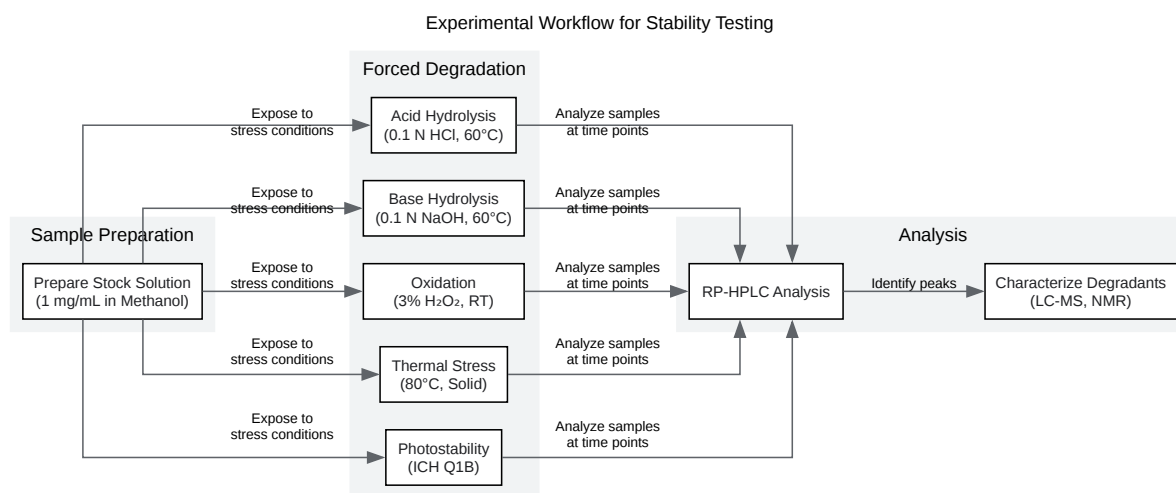 Experimental Workflow for Stability Testing
Forced Degradation
Expose to
stress conditions
Acid Hydrolysis
(0.1 N HCl, 60°C)
Analyze samples
at time points
Expose to
stress conditions
Base Hydrolysis
(0.1 N NaOH, 60°C)
Analyze samples
at time points
Sample Preparation
Analysis
Prepare Stock Solution
(1 mg/mL in Methanol)
Expose to
stress conditions
Oxidation
(3% H₂O₂, RT)
Analyze samples
at time points
RP-HPLC Analysis
Identify peaks
Characterize Degradants
(LC-MS, NMR)
Expose to
stress conditions
Thermal Stress
(80°C, Solid)
Analyze samples
at time points
Expose to
stress conditions
Photostability
(ICH Q1B)
Analyze samples
at time points